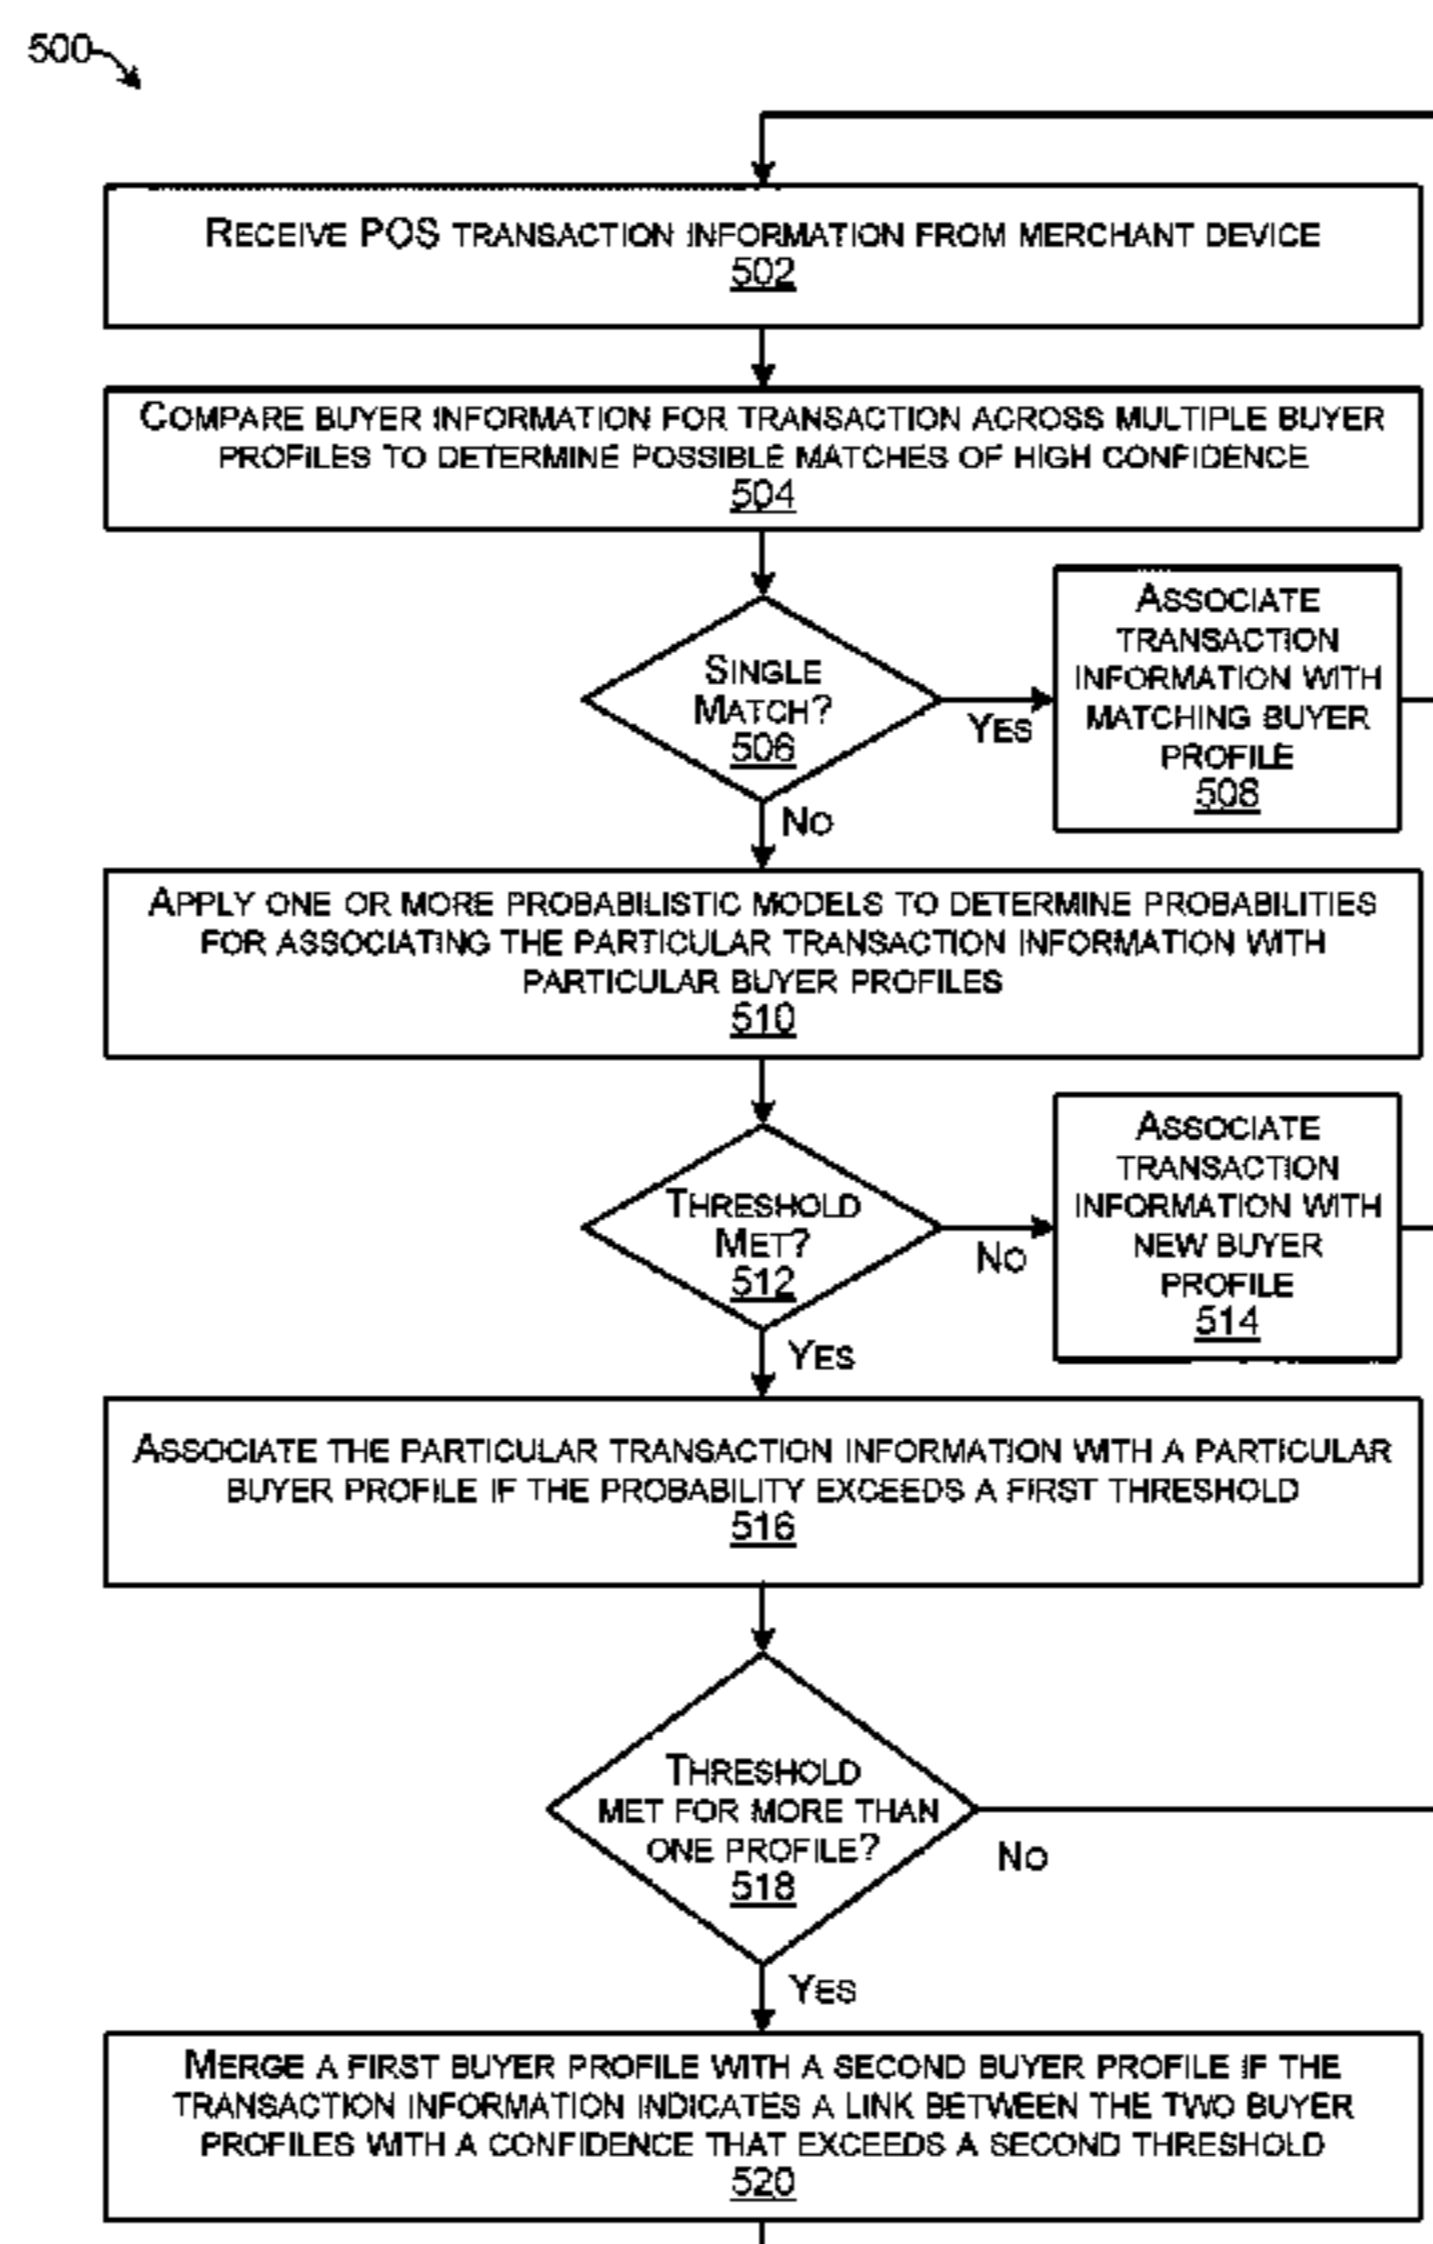 500
RECEIVE POS TRANSACTION INFORMATION FROM MERCHANT DEVICE
502
COMPARE BUYER INFORMATION FOR TRANSACTION ACROSS MULTIPLE BUYER
PROFILES TO DETERMINE POSSIBLE MATCHES OF HIGH CONFIDENCE
504
SINGLE
MATCH?
506
YES
ASSOCIATE
TRANSACTION
INFORMATION WITH
MATCHING BUYER
PROFILE
508
NO
APPLY ONE OR MORE PROBABILISTIC MODELS TO DETERMINE PROBABILITIES
FOR ASSOCIATING THE PARTICULAR TRANSACTION INFORMATION WITH
PARTICULAR BUYER PROFILES
510
THRESHOLD
MET?
512
NO
ASSOCIATE
TRANSACTION
INFORMATION WITH
NEW BUYER
PROFILE
514
YES
ASSOCIATE THE PARTICULAR TRANSACTION INFORMATION WITH A PARTICULAR
BUYER PROFILE IF THE PROBABILITY EXCEEDS A FIRST THRESHOLD
516
THRESHOLD
MET FOR MORE THAN
ONE PROFILE?
518
NO
YES
MERGE A FIRST BUYER PROFILE WITH A SECOND BUYER PROFILE IF THE
TRANSACTION INFORMATION INDICATES A LINK BETWEEN THE TWO BUYER
PROFILES WITH A CONFIDENCE THAT EXCEEDS A SECOND THRESHOLD
520